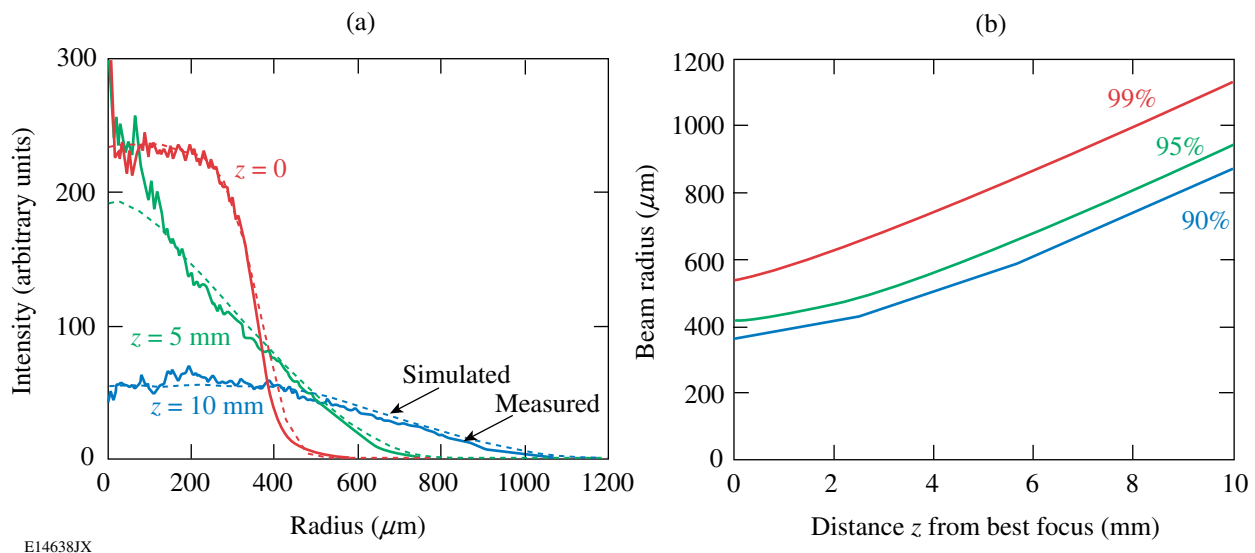 (a)
300
200
100
0
Intensity (arbitrary units)
z = 0
z = 5 mm
z = 10 mm
Simulated
Measured
0 200 400 600 800 1000 1200
Radius (μm)
(b)
1200
1000
800
600
400
200
0
Beam radius (μm)
99%
95%
90%
0 2 4 6 8 10
Distance z from best focus (mm)
E14638JX